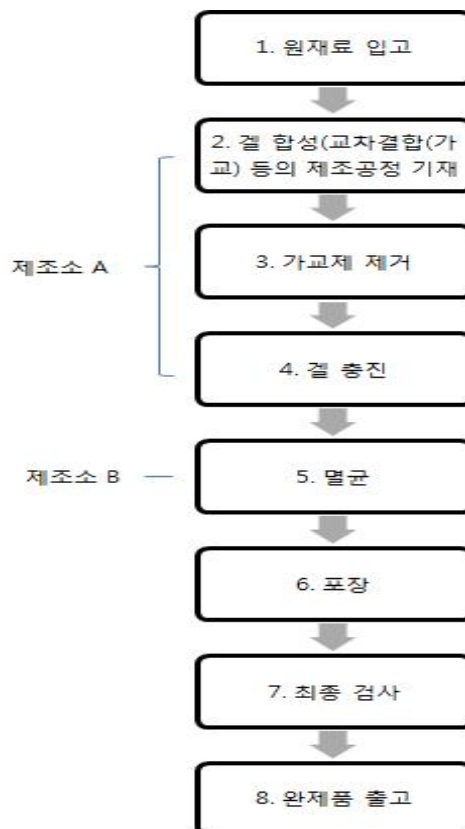 1. 원재료 입고
2. 겔 합성(교차결합(가
교) 등의 제조공정 기재
제조소 A
3. 가교제 제거
4. 겔 충진
제조소 B
5. 멸균
6. 포장
7. 최종 검사
8. 완제품 출고